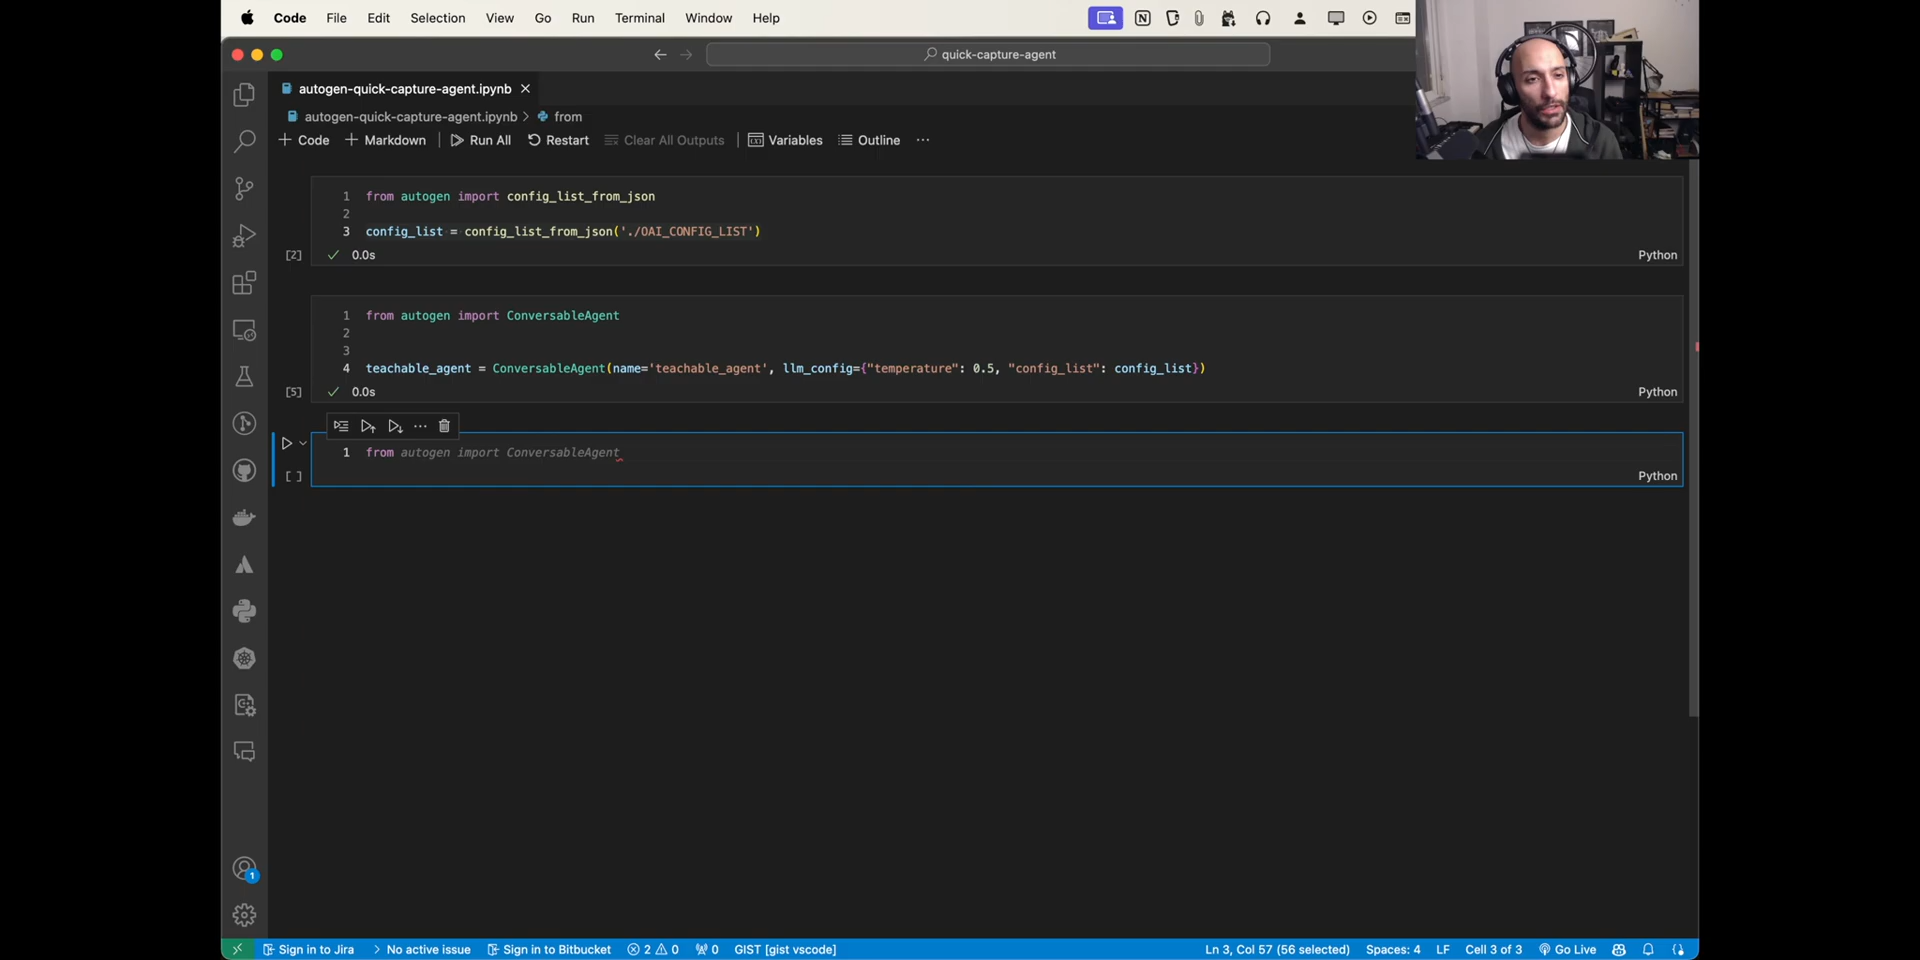 Code File Edit Selection View Go Run Terminal Window Help
quick-capture-agent
autogen-quick-capture-agent.ipynb
autogen-quick-capture-agent.ipynb > from
+ Code + Markdown Run All Restart Clear All Outputs Variables Outline ...
1 from autogen import config_list_from_json
2
3 config_list = config_list_from_json('./OAI_CONFIG_LIST')
[2] 0.0s Python
1 from autogen import ConversableAgent
2
3
4 teachable_agent = ConversableAgent(name='teachable_agent', llm_config={"temperature": 0.5, "config_list": config_list})
[5] 0.0s Python
1 from autogen import ConversableAgent
[ ] Python
1
Sign in to Jira > No active issue Sign in to Bitbucket 2 0 0 GIST [gist vscode] Ln 3, Col 57 (56 selected) Spaces: 4 LF Cell 3 of 3 Go Live